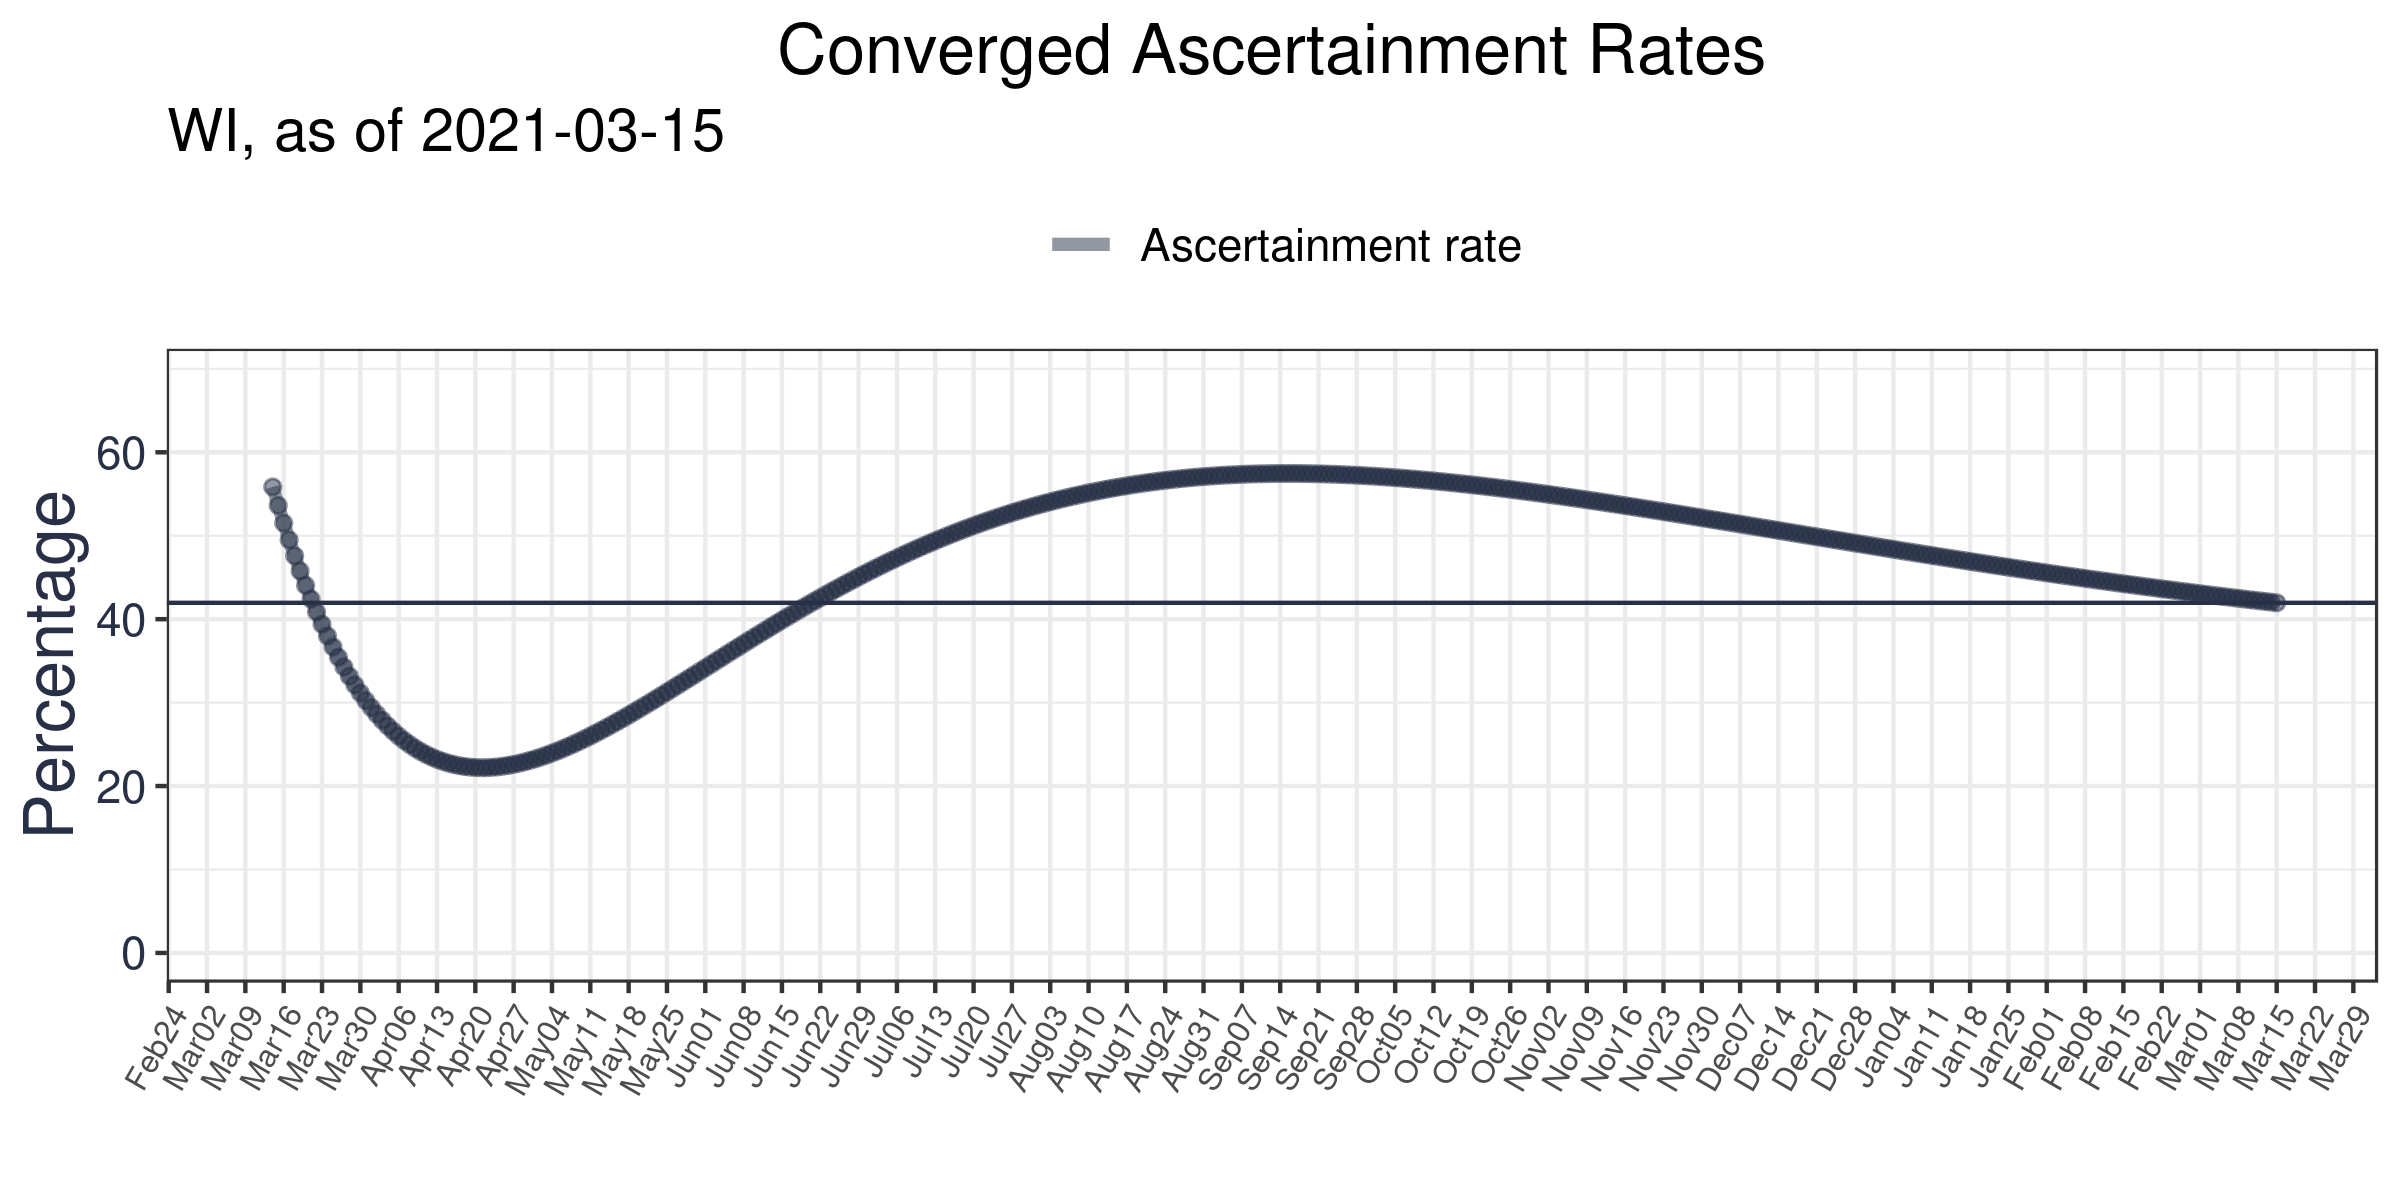 Converged Ascertainment Rates
WI, as of 2021-03-15
Ascertainment rate
Percentage
60
40
20
0
Feb24
Mar02
Mar09
Mar16
Mar23
Mar30
Apr06
Apr13
Apr20
Apr27
May04
May11
May18
May25
Jun01
Jun08
Jun15
Jun22
Jun29
Jul06
Jul13
Jul20
Jul27
Aug03
Aug10
Aug17
Aug24
Aug31
Sep07
Sep14
Sep21
Sep28
Oct05
Oct12
Oct19
Oct26
Nov02
Nov09
Nov16
Nov23
Nov30
Dec07
Dec14
Dec21
Dec28
Jan04
Jan11
Jan18
Jan25
Feb01
Feb08
Feb15
Feb22
Mar01
Mar08
Mar15
Mar22
Mar29